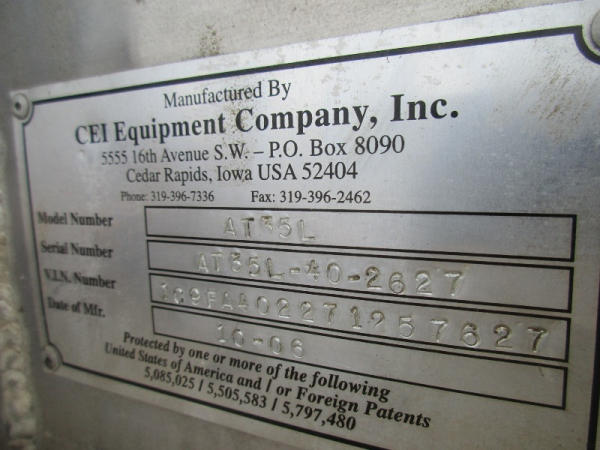 Manufactured By
CEI Equipment Company, Inc.
5555 16th Avenue S.W. – P.O. Box 8090
Cedar Rapids, Iowa USA 52404
Phone: 319-396-7336 Fax: 319-396-2462
Model Number AT35L
Serial Number AT35L-40-2627
V.I.N. Number 1C9FA402271257627
Date of Mfr. 10-06
Protected by one or more of the following
United States of America and / or Foreign Patents
5,085,025 / 5,505,583 / 5,797,480